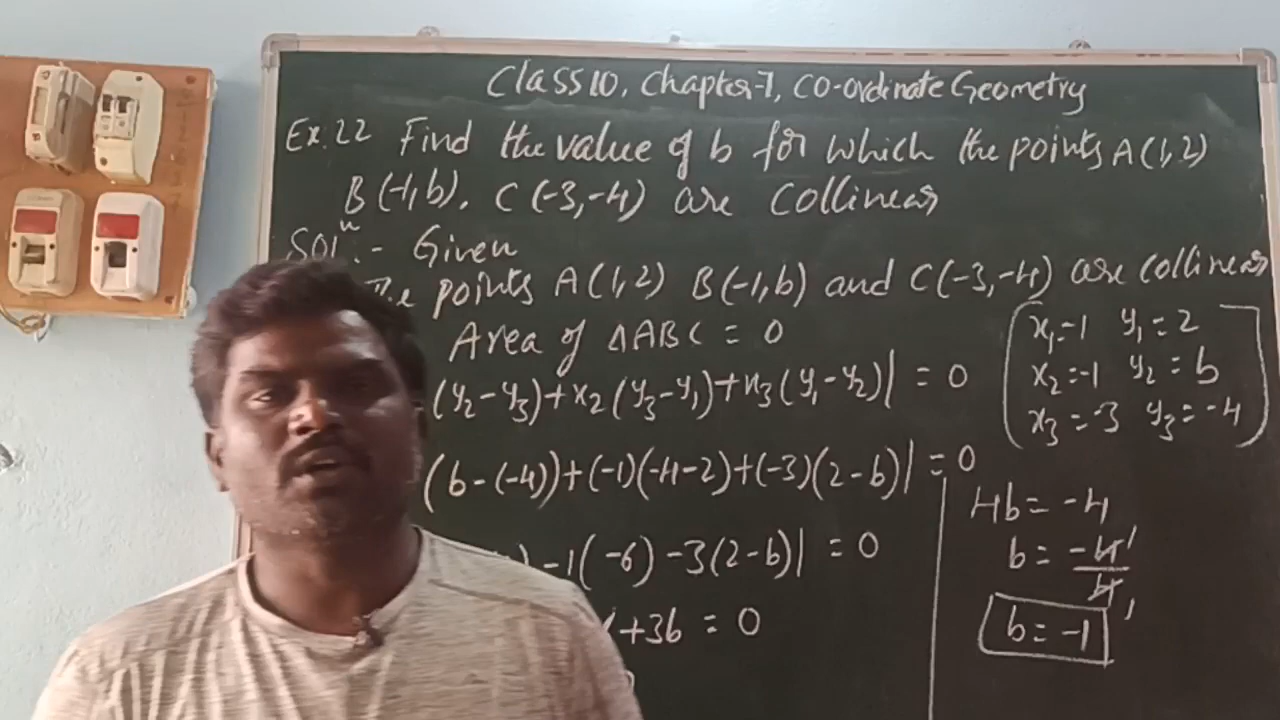 Class 10, Chapter-7, CO-ordinate Geometry
Ex. 22 Find the value of b for which the points A(1,2)
B(-1,b), C(-3,-4) are Collinear
Solⁿ:- Given
The points A(1,2) B(-1,b) and C(-3,-4) are collinear
Area of ΔABC = 0
(y₂-y₃)+x₂(y₃-y₁)+x₃(y₁-y₂)| = 0
(b-(-4))+(-1)(-4-2)+(-3)(2-b)| = 0
) -1(-6) -3(2-b)| = 0
+3b = 0
x₁=1 y₁=2
x₂=-1 y₂=b
x₃=-3 y₃=-4
4b = -4
b = -4/4
1
1
b = -1